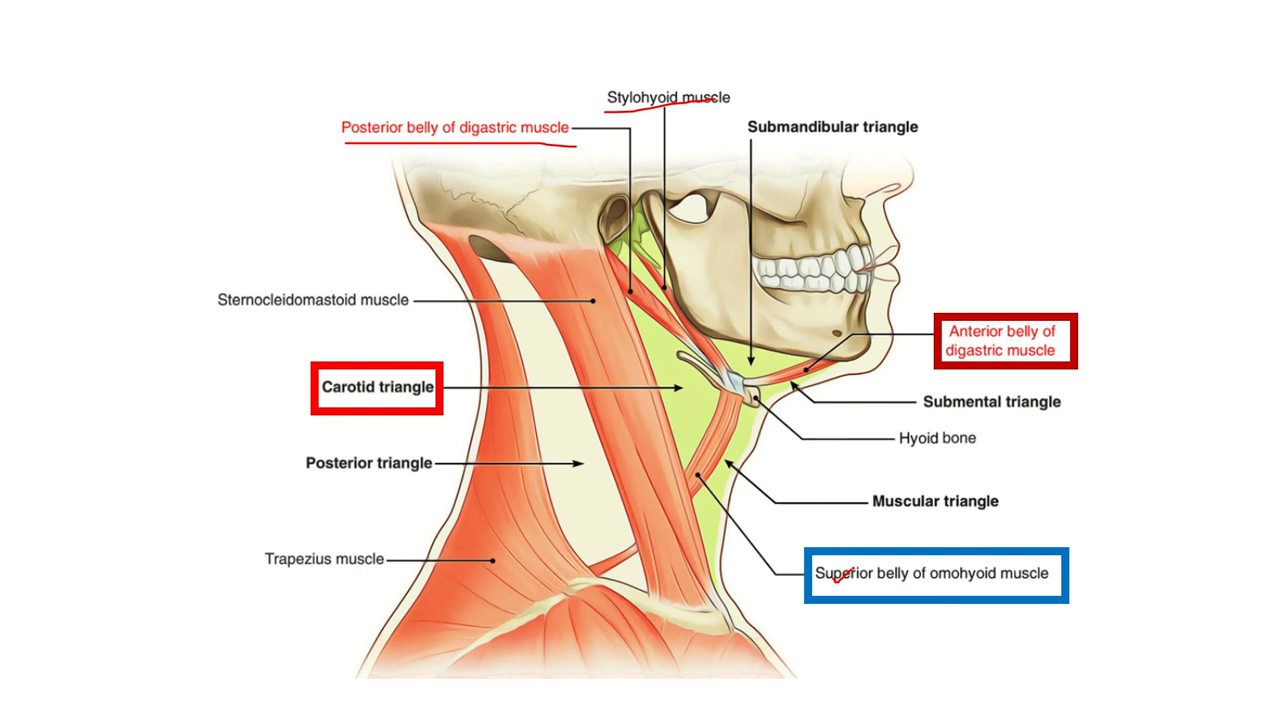 Stylohyoid muscle
Posterior belly of digastric muscle
Submandibular triangle
Sternocleidomastoid muscle
Anterior belly of
digastric muscle
Carotid triangle
Submental triangle
Hyoid bone
Posterior triangle
Muscular triangle
Trapezius muscle
Superior belly of omohyoid muscle